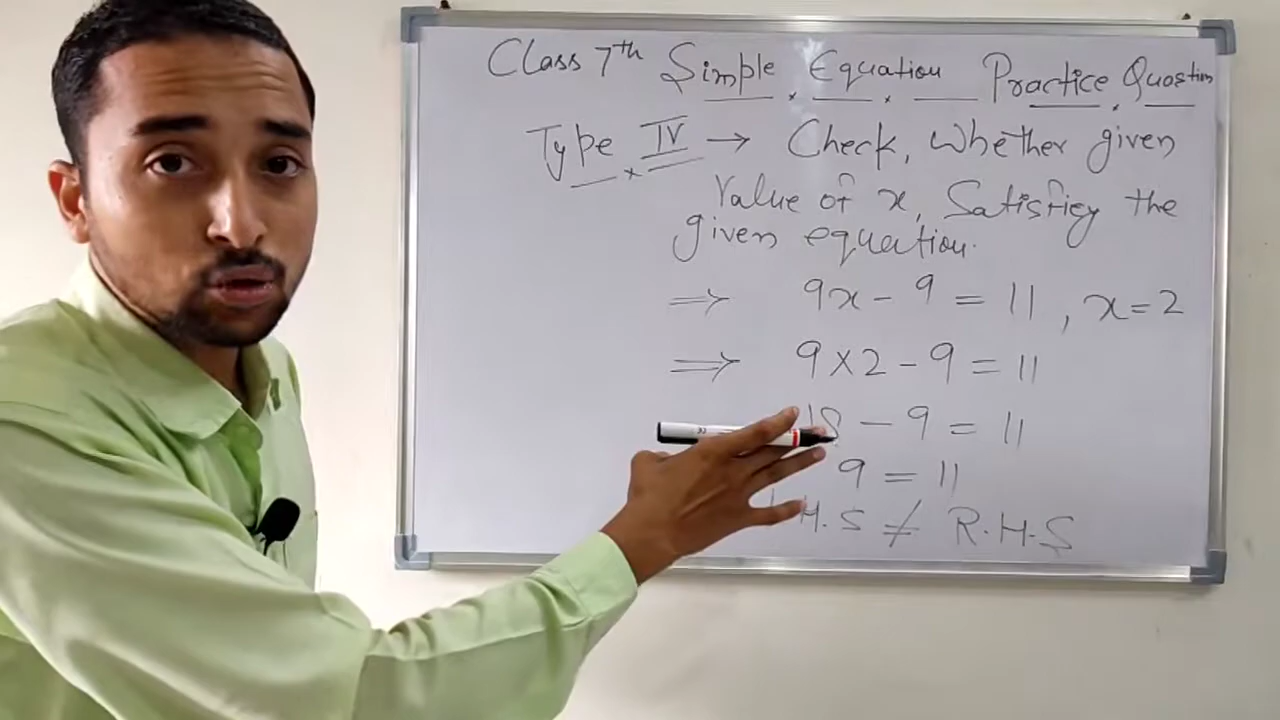 Class 7th Simple Equation Practice Question
Type IV → Check, Whether given
Value of x, Satisfiey the
given equation.
⇒ 9x - 9 = 11, x = 2
⇒ 9 × 2 - 9 = 11
18 - 9 = 11
9 = 11
H.S ≠ R.H.S